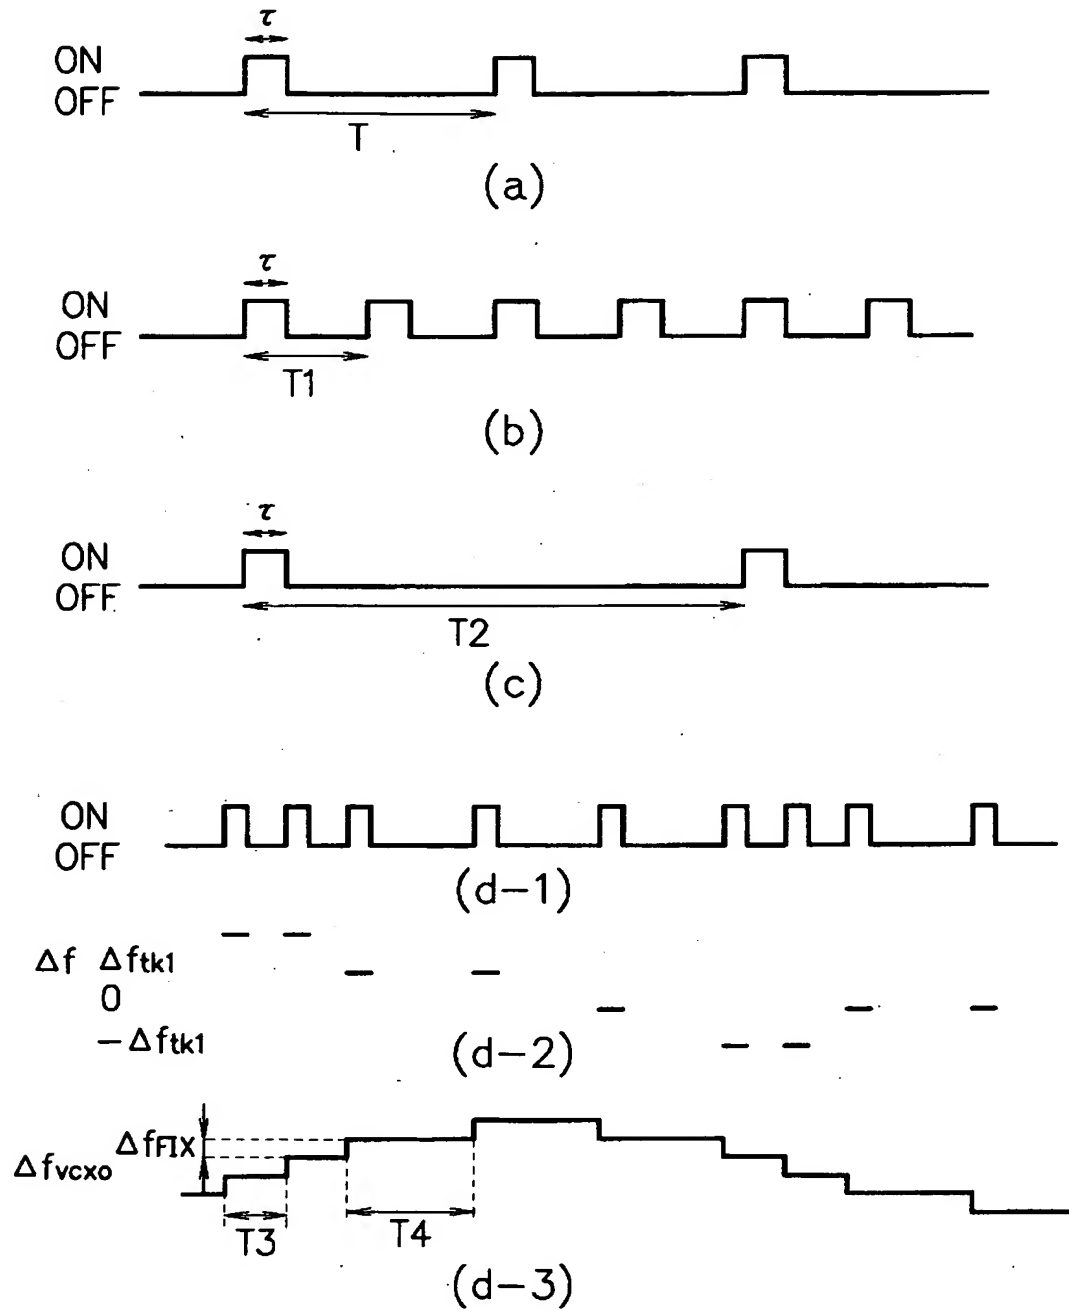 τ
ON
OFF
T
(a)
τ
ON
OFF
T1
(b)
τ
ON
OFF
T2
(c)
ON
OFF
(d-1)
Δf Δftk1
0
-Δftk1
(d-2)
ΔfFIX
Δfvcxo
T3 T4
(d-3)